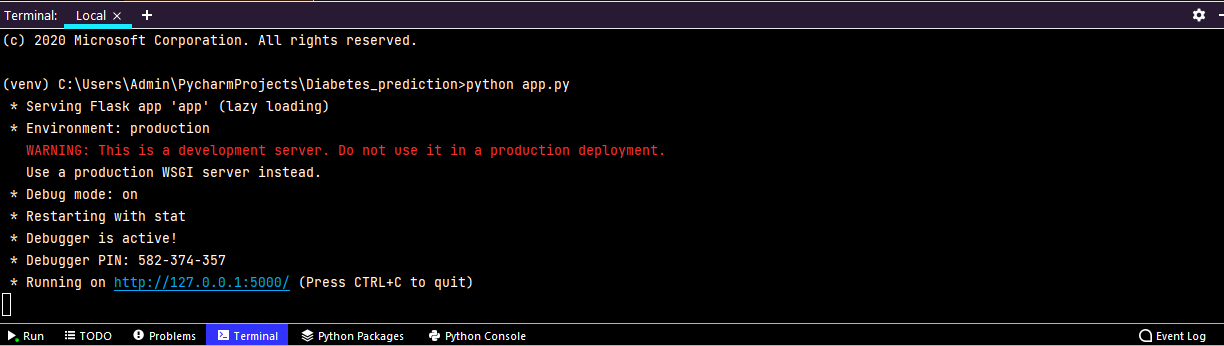 Terminal: Local × +
(c) 2020 Microsoft Corporation. All rights reserved.
(venv) C:\Users\Admin\PycharmProjects\Diabetes_prediction>python app.py
* Serving Flask app 'app' (lazy loading)
* Environment: production
WARNING: This is a development server. Do not use it in a production deployment.
Use a production WSGI server instead.
* Debug mode: on
* Restarting with stat
* Debugger is active!
* Debugger PIN: 582-374-357
* Running on http://127.0.0.1:5000/ (Press CTRL+C to quit)
Run TODO Problems Terminal Python Packages Python Console Event Log